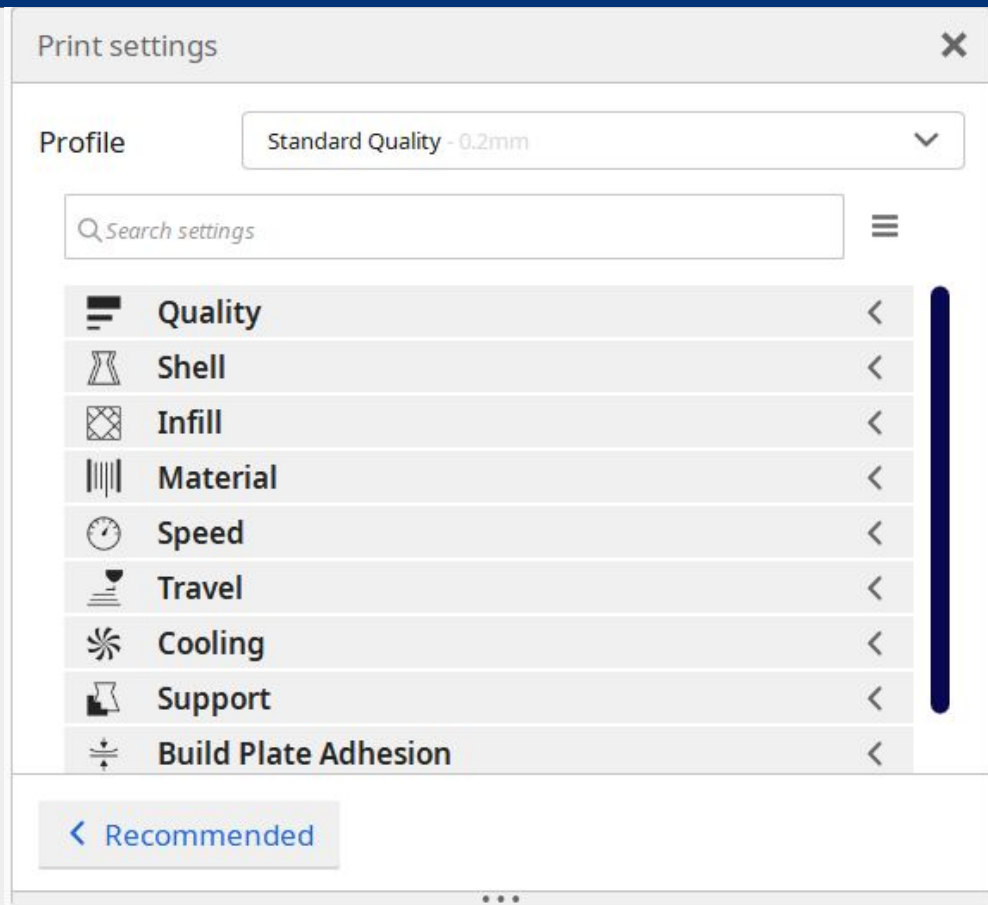 Print settings
Profile
Standard Quality - 0.2mm
Search settings
Quality
Shell
Infill
Material
Speed
Travel
Cooling
Support
Build Plate Adhesion
Recommended